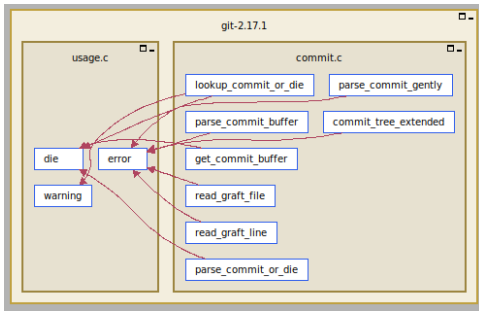 git-2.17.1
usage.c
commit.c
lookup_commit_or_die
parse_commit_gently
parse_commit_buffer
commit_tree_extended
die
error
get_commit_buffer
warning
read_graft_file
read_graft_line
parse_commit_or_die